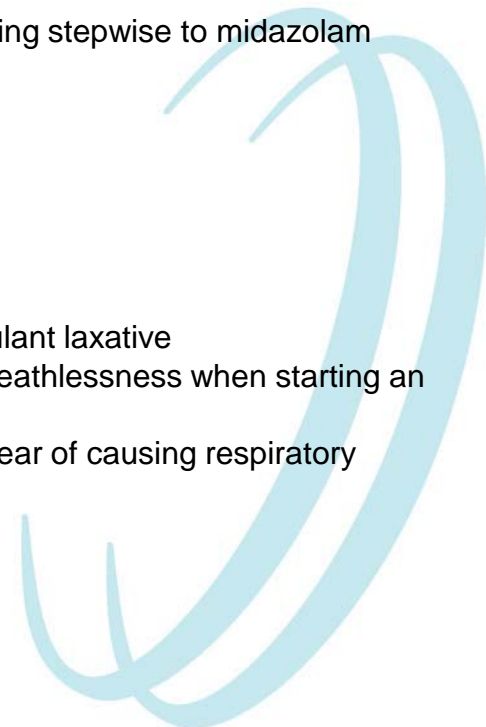 ing stepwise to midazolam
ulant laxative
eathlessness when starting an
ear of causing respiratory